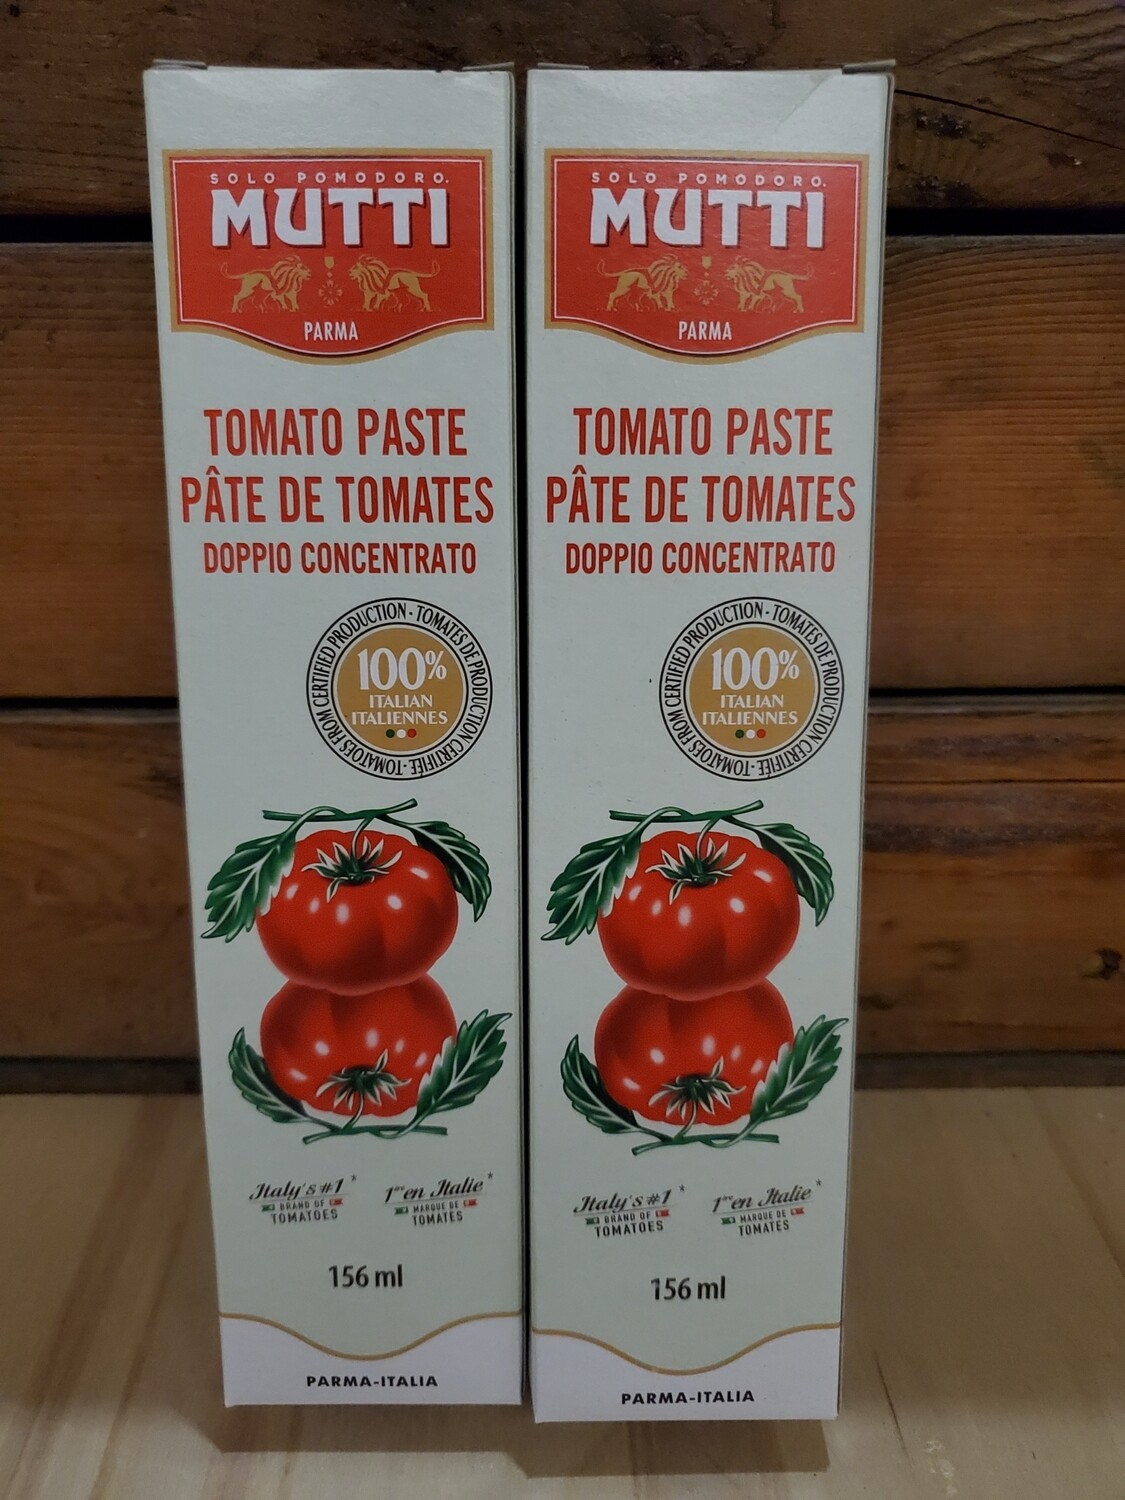 SOLO POMODORO.
MUTTI
PARMA
TOMATO PASTE
PÂTE DE TOMATES
DOPPIO CONCENTRATO
TOMATOES FROM CERTIFIED PRODUCTION - TOMATES DE PRODUCTION CERTIFIÉE -
100%
ITALIAN
ITALIENNES
Italy's #1*
BRAND OF
TOMATOES
1ère en Italie*
MARQUE DE
TOMATES
156 ml
PARMA-ITALIA
SOLO POMODORO.
MUTTI
PARMA
TOMATO PASTE
PÂTE DE TOMATES
DOPPIO CONCENTRATO
TOMATOES FROM CERTIFIED PRODUCTION - TOMATES DE PRODUCTION CERTIFIÉE -
100%
ITALIAN
ITALIENNES
Italy's #1*
BRAND OF
TOMATOES
1ère en Italie*
MARQUE DE
TOMATES
156 ml
PARMA-ITALIA